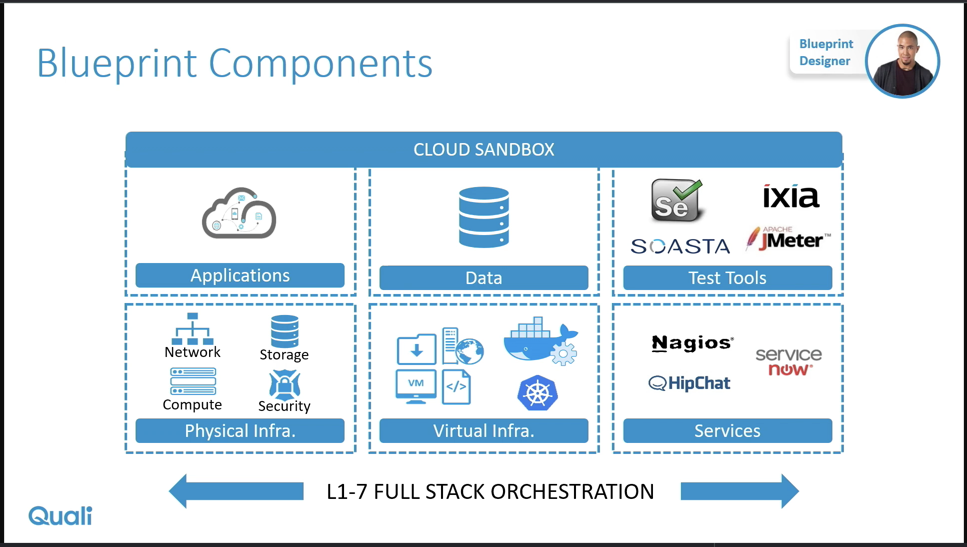 Blueprint Components
Blueprint
Designer
CLOUD SANDBOX
Applications
Data
Se
ixia
SOASTA
APACHE
JMeter™
Test Tools
Network
Storage
Compute
Security
Physical Infra.
VM
</>
Virtual Infra.
Nagios®
HipChat
service
now®
Services
L1-7 FULL STACK ORCHESTRATION
Quali